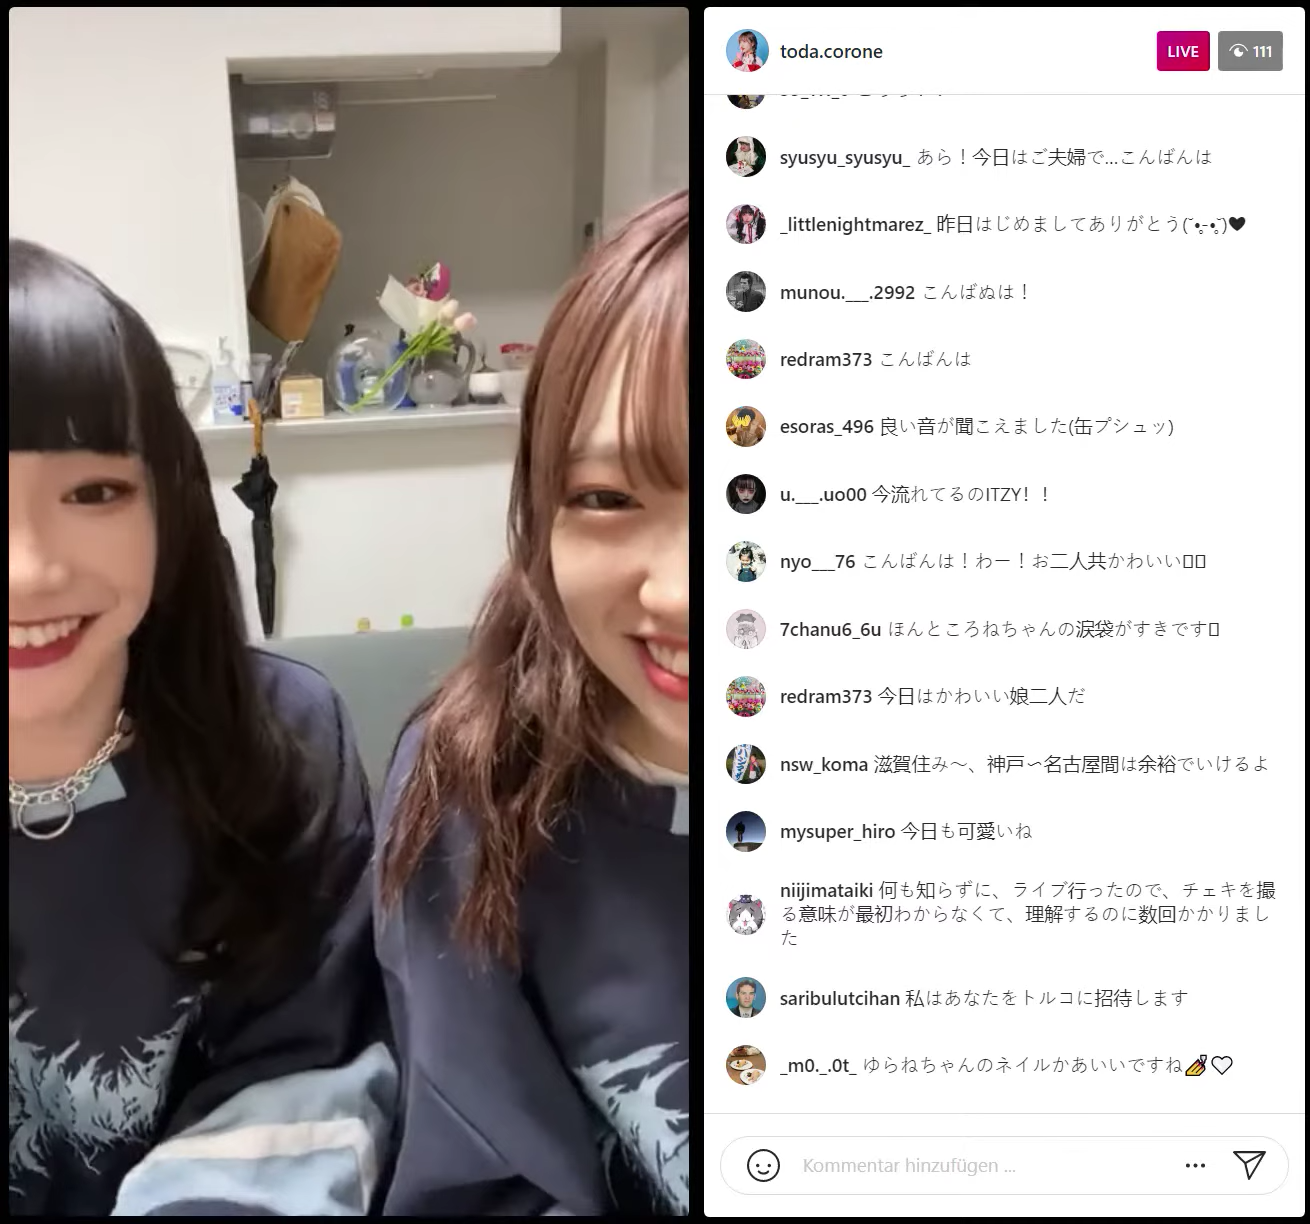 toda.corone
LIVE
111
syusyu_syusyu_ あら！今日はご夫婦で...こんばんは
_littlenightmarez_ 昨日はじめましてありがとう(˘•̥-•̥˘)♥
munou.___.2992 こんばぬは！
redram373 こんばんは
esoras_496 良い音が聞こえました(缶プシュッ)
u.___.uo00 今流れてるのITZY！！
nyo___76 こんばんは！わー！お二人共かわいい▯▯
7chanu6_6u ほんところねちゃんの涙袋がすきです▯
redram373 今日はかわいい娘二人だ
nsw_koma 滋賀住み〜、神戸〜名古屋間は余裕でいけるよ
mysuper_hiro 今日も可愛いね
niijimataiki 何も知らずに、ライブ行ったので、チェキを撮
る意味が最初わからなくて、理解するのに数回かかりまし
た
saribulutcihan 私はあなたをトルコに招待します
_m0._.0t_ ゆらねちゃんのネイルかあいいですね💅♡
Kommentar hinzufügen ...